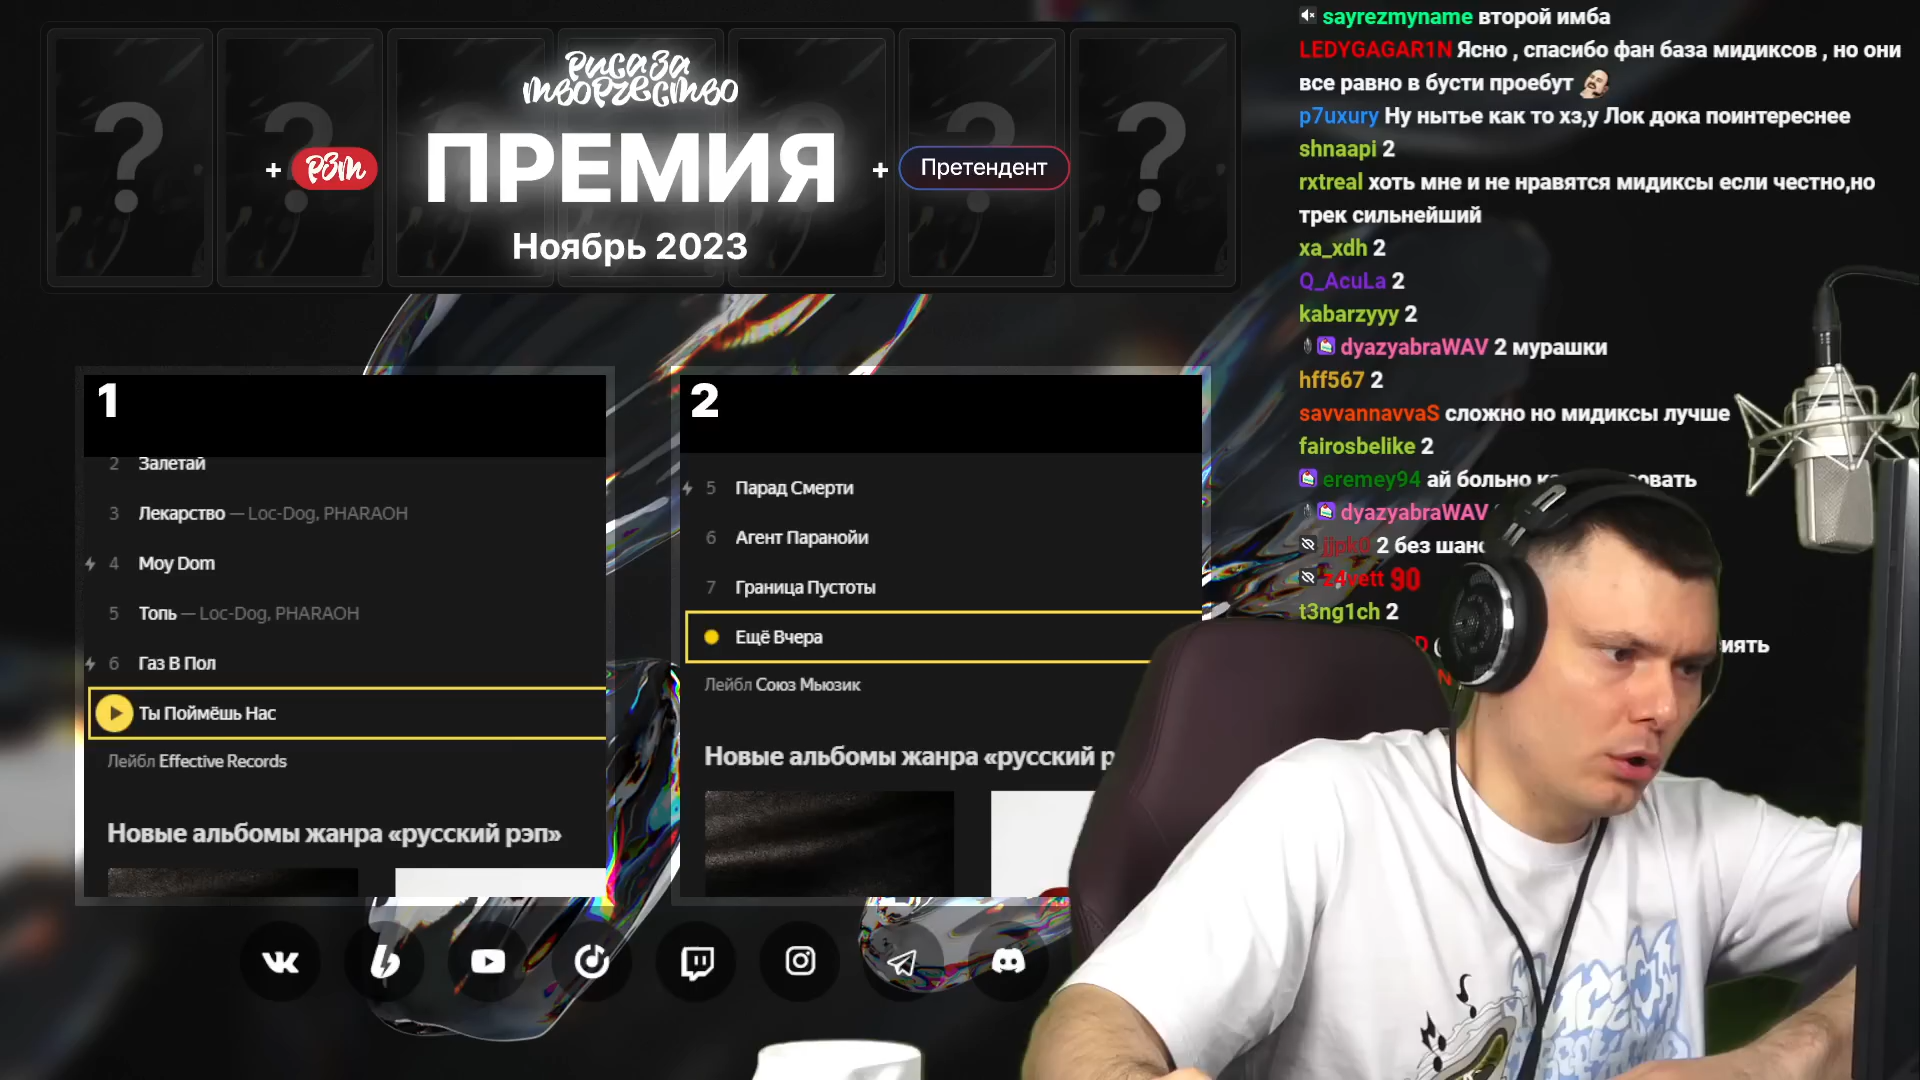 РИСАЗА
ТВОРЧЕСТВО
ПРЕМИЯ
Ноябрь 2023
+ РЗТ
+ Претендент
1
2 Залетай
3 Лекарство — Loc-Dog, PHARAOH
4 Моу Dom
5 Топь — Loc-Dog, PHARAOH
6 Газ В Пол
Ты Поймёшь Нас
Лейбл Effective Records
Новые альбомы жанра «русский рэп»
2
5 Парад Смерти
6 Агент Паранойи
7 Граница Пустоты
Ещё Вчера
Лейбл Союз Мьюзик
Новые альбомы жанра «русский р
sayrezmyname второй имба
LEDYGAGAR1N Ясно , спасибо фан база мидиксов , но они
все равно в бусти проебут
p7uxury Ну нытье как то хз,у Лок дока поинтереснее
shnaapi 2
rxtreal хоть мне и не нравятся мидиксы если честно,но
трек сильнейший
xa_xdh 2
Q_AcuLa 2
kabarzyyy 2
dyazyabraWAV 2 мурашки
hff567 2
savvannavvaS сложно но мидиксы лучше
fairosbelike 2
eremey94 ай больно к овать
dyazyabraWAV
jjpk0 2 без шанс
z4vett 90
t3ng1ch 2
D иять
N